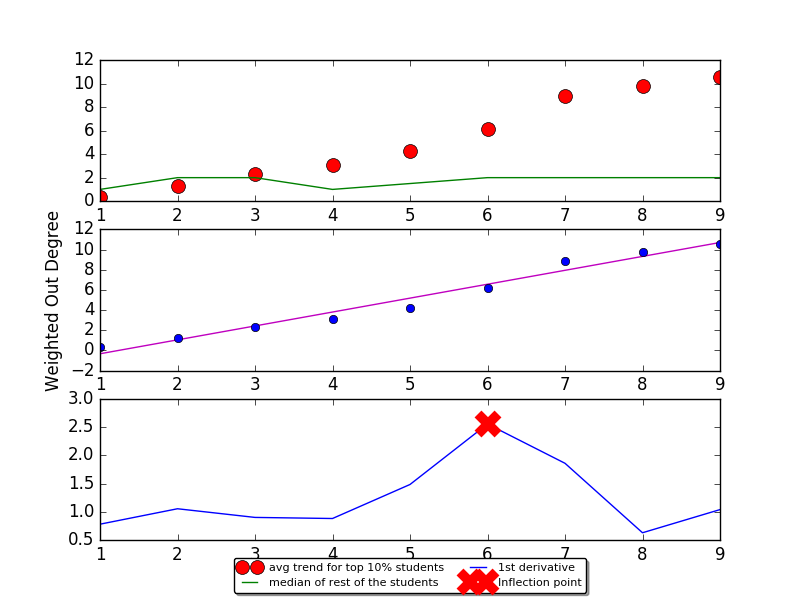 12
10
8
6
4
2
0
1 2 3 4 5 6 7 8 9
Weighted Out Degree
12
10
8
6
4
2
0
−2
1 2 3 4 5 6 7 8 9
3.0
2.5
2.0
1.5
1.0
0.5
1 2 3 4 5 6 7 8 9
avg trend for top 10% students
median of rest of the students
1st derivative
Inflection point